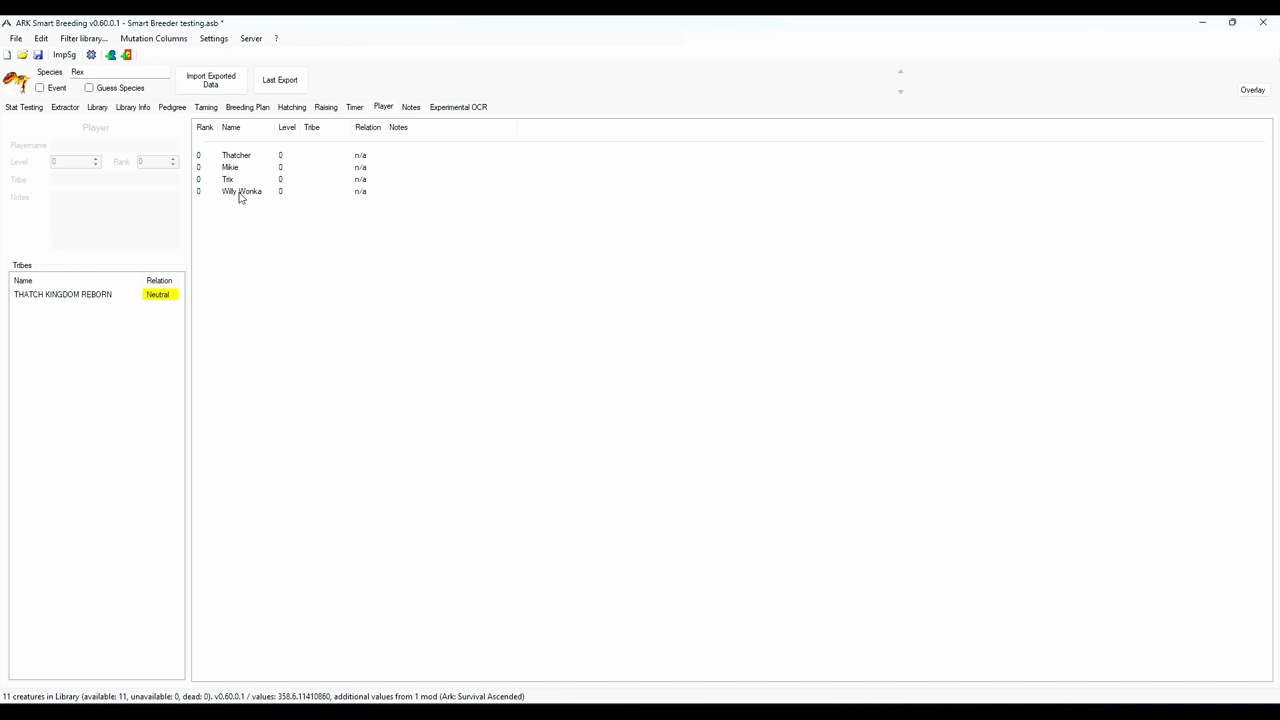 ARK Smart Breeding v0.60.0.1 - Smart Breeder testing.asb *
File Edit Filter library... Mutation Columns Settings Server ?
ImpSg
Species Rex
Event Guess Species
Import Exported Data
Last Export
Overlay
Stat Testing Extractor Library Library Info Pedigree Taming Breeding Plan Hatching Raising Timer Player Notes Experimental OCR
Player
Playername
Level 0 Rank 0
Tribe
Notes
Tribes
Name Relation
THATCH KINGDOM REBORN Neutral
Rank Name Level Tribe Relation Notes
0 Thatcher 0 n/a
0 Mikie 0 n/a
0 Trix 0 n/a
0 Willy Wonka 0 n/a
11 creatures in Library (available: 11, unavailable: 0, dead: 0). v0.60.0.1 / values: 358.6.11410860, additional values from 1 mod (Ark: Survival Ascended)